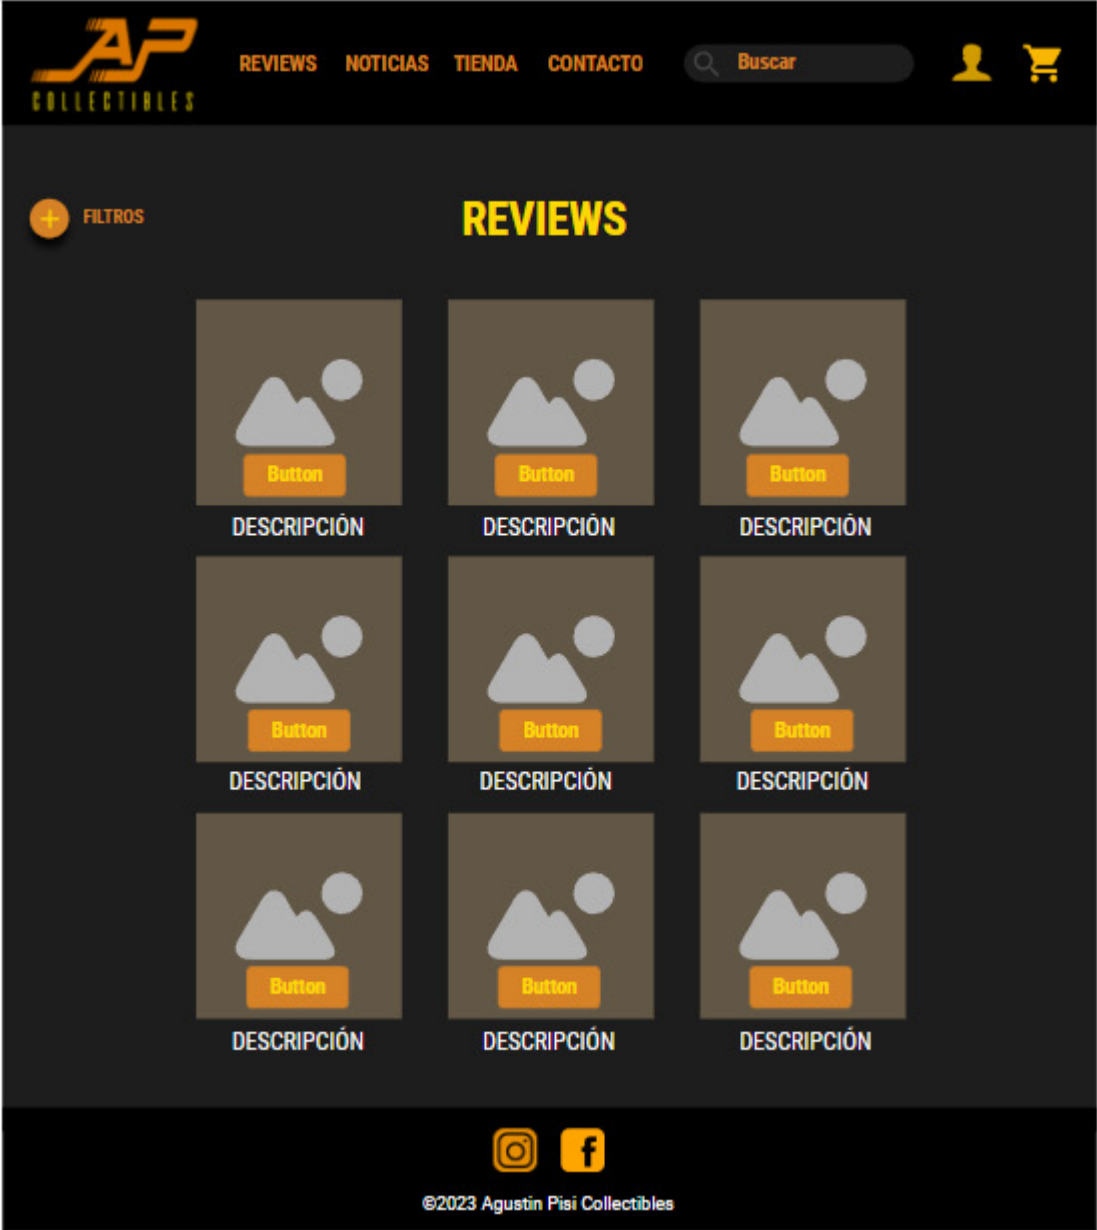 AP
COLLECTIBLES
REVIEWS NOTICIAS TIENDA CONTACTO Buscar
FILTROS
REVIEWS
Button Button Button
DESCRIPCIÓN DESCRIPCIÓN DESCRIPCIÓN
Button Button Button
DESCRIPCIÓN DESCRIPCIÓN DESCRIPCIÓN
Button Button Button
DESCRIPCIÓN DESCRIPCIÓN DESCRIPCIÓN
©2023 Agustin Pisi Collectibles